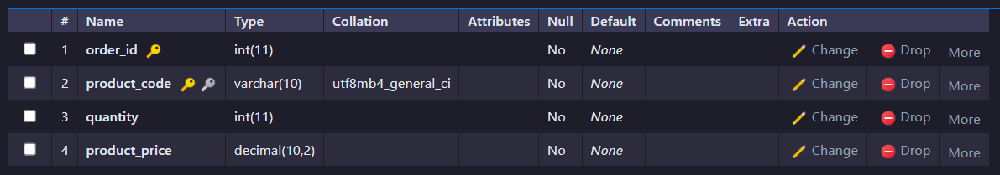 # Name Type Collation Attributes Null Default Comments Extra Action
1 order_id int(11) No None Change Drop More
2 product_code varchar(10) utf8mb4_general_ci No None Change Drop More
3 quantity int(11) No None Change Drop More
4 product_price decimal(10,2) No None Change Drop More